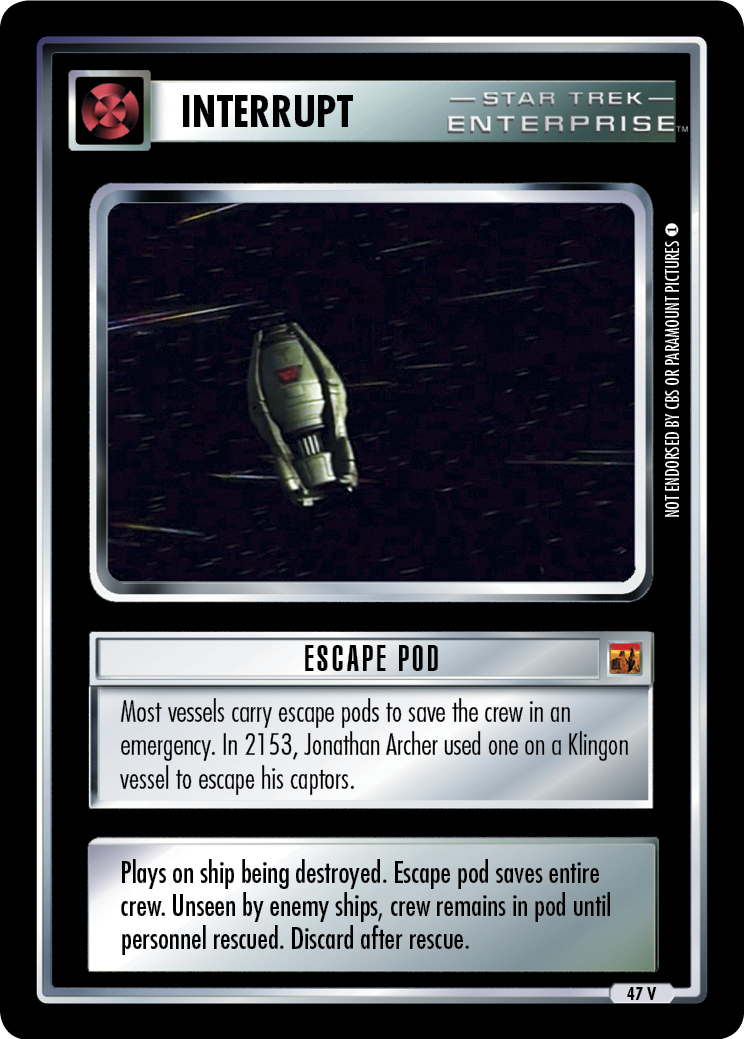 INTERRUPT
STAR TREK
ENTERPRISE™
NOT ENDORSED BY CBS OR PARAMOUNT PICTURES 1
ESCAPE POD
Most vessels carry escape pods to save the crew in an
emergency. In 2153, Jonathan Archer used one on a Klingon
vessel to escape his captors.
Plays on ship being destroyed. Escape pod saves entire
crew. Unseen by enemy ships, crew remains in pod until
personnel rescued. Discard after rescue.
47 V